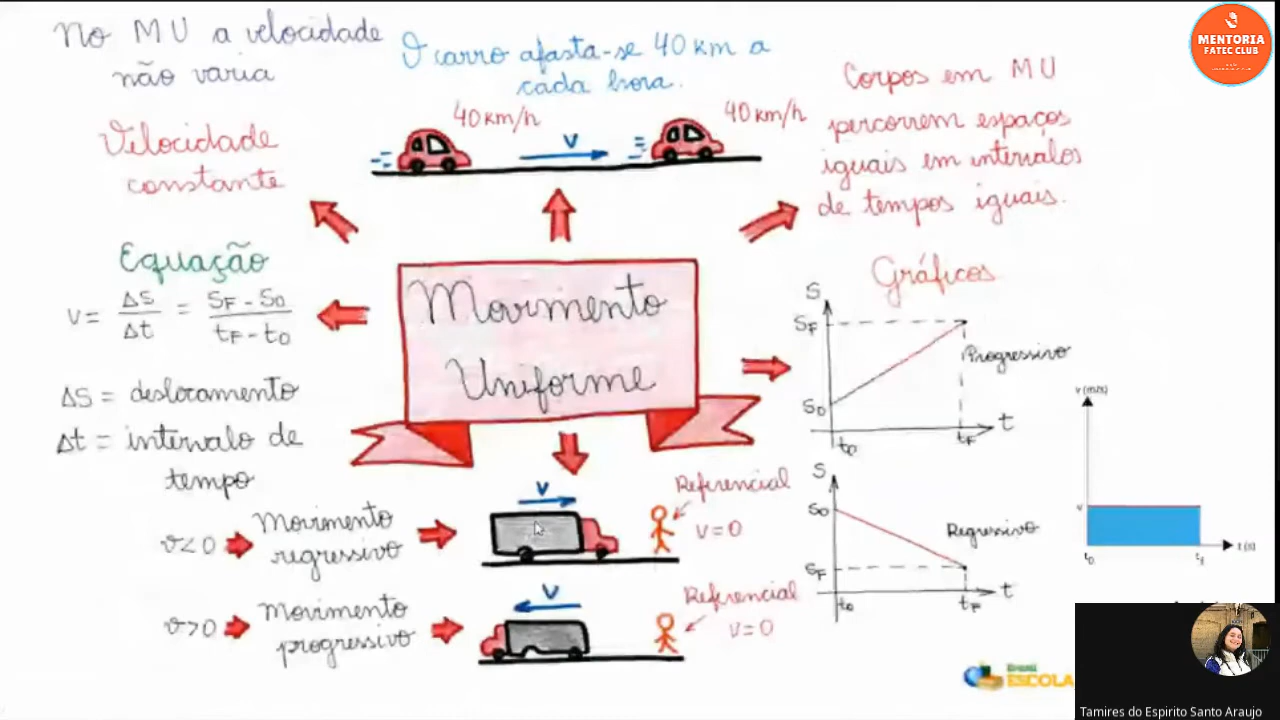 No MU a velocidade
não varia
O carro afasta-se 40 km a
cada hora.
MENTORIA
FATEC CLUB
Velocidade
constante
40 km/h
v
40 km/h
Corpos em MU
percorrem espaços
iguais em intervalos
de tempos iguais.
Equação
v = ΔS / Δt = SF - S0 / tF - t0
ΔS = deslocamento
Δt = intervalo de
tempo
Movimento
Uniforme
Gráficos
S
SF
Progressivo
S0
t0
tF
t
v (m/s)
v
t0
tf
t (s)
v<0
Movimento
regressivo
v
Referencial
v=0
S
S0
Regressivo
SF
t0
tF
t
v>0
Movimento
progressivo
v
Referencial
v=0
Brasil
ESCOLA
Tamires do Espirito Santo Araujo